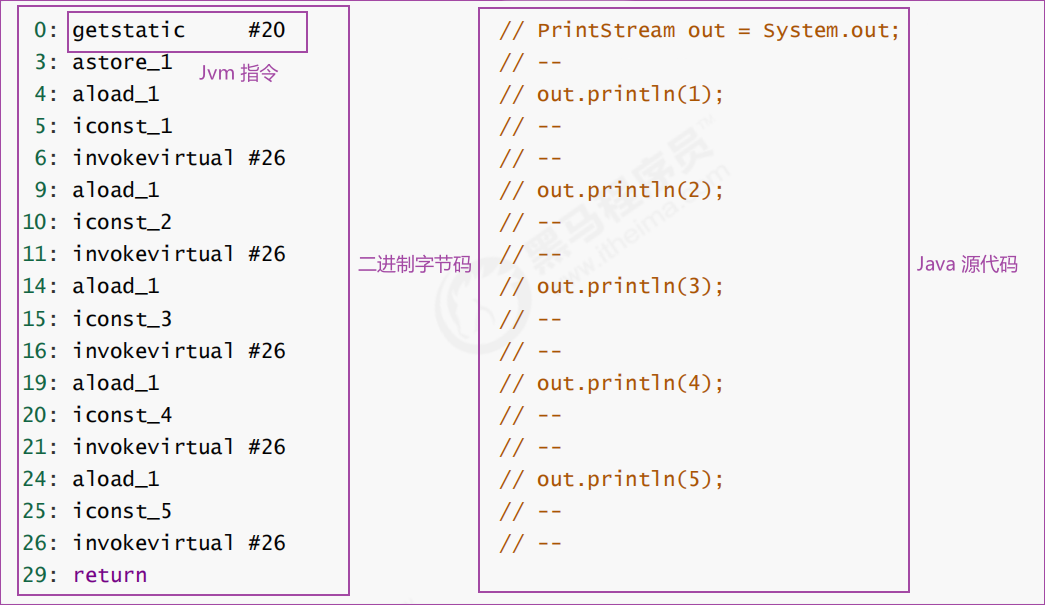 0: getstatic #20 // PrintStream out = System.out;
3: astore_1 // --
Jvm 指令
4: aload_1 // out.println(1);
5: iconst_1 // --
6: invokevirtual #26 // --
9: aload_1 // out.println(2);
10: iconst_2 // --
11: invokevirtual #26 // --
二进制字节码
Java 源代码
14: aload_1 // out.println(3);
15: iconst_3 // --
16: invokevirtual #26 // --
19: aload_1 // out.println(4);
20: iconst_4 // --
21: invokevirtual #26 // --
24: aload_1 // out.println(5);
25: iconst_5 // --
26: invokevirtual #26 // --
29: return
黑马程序员™
www.itheima.com